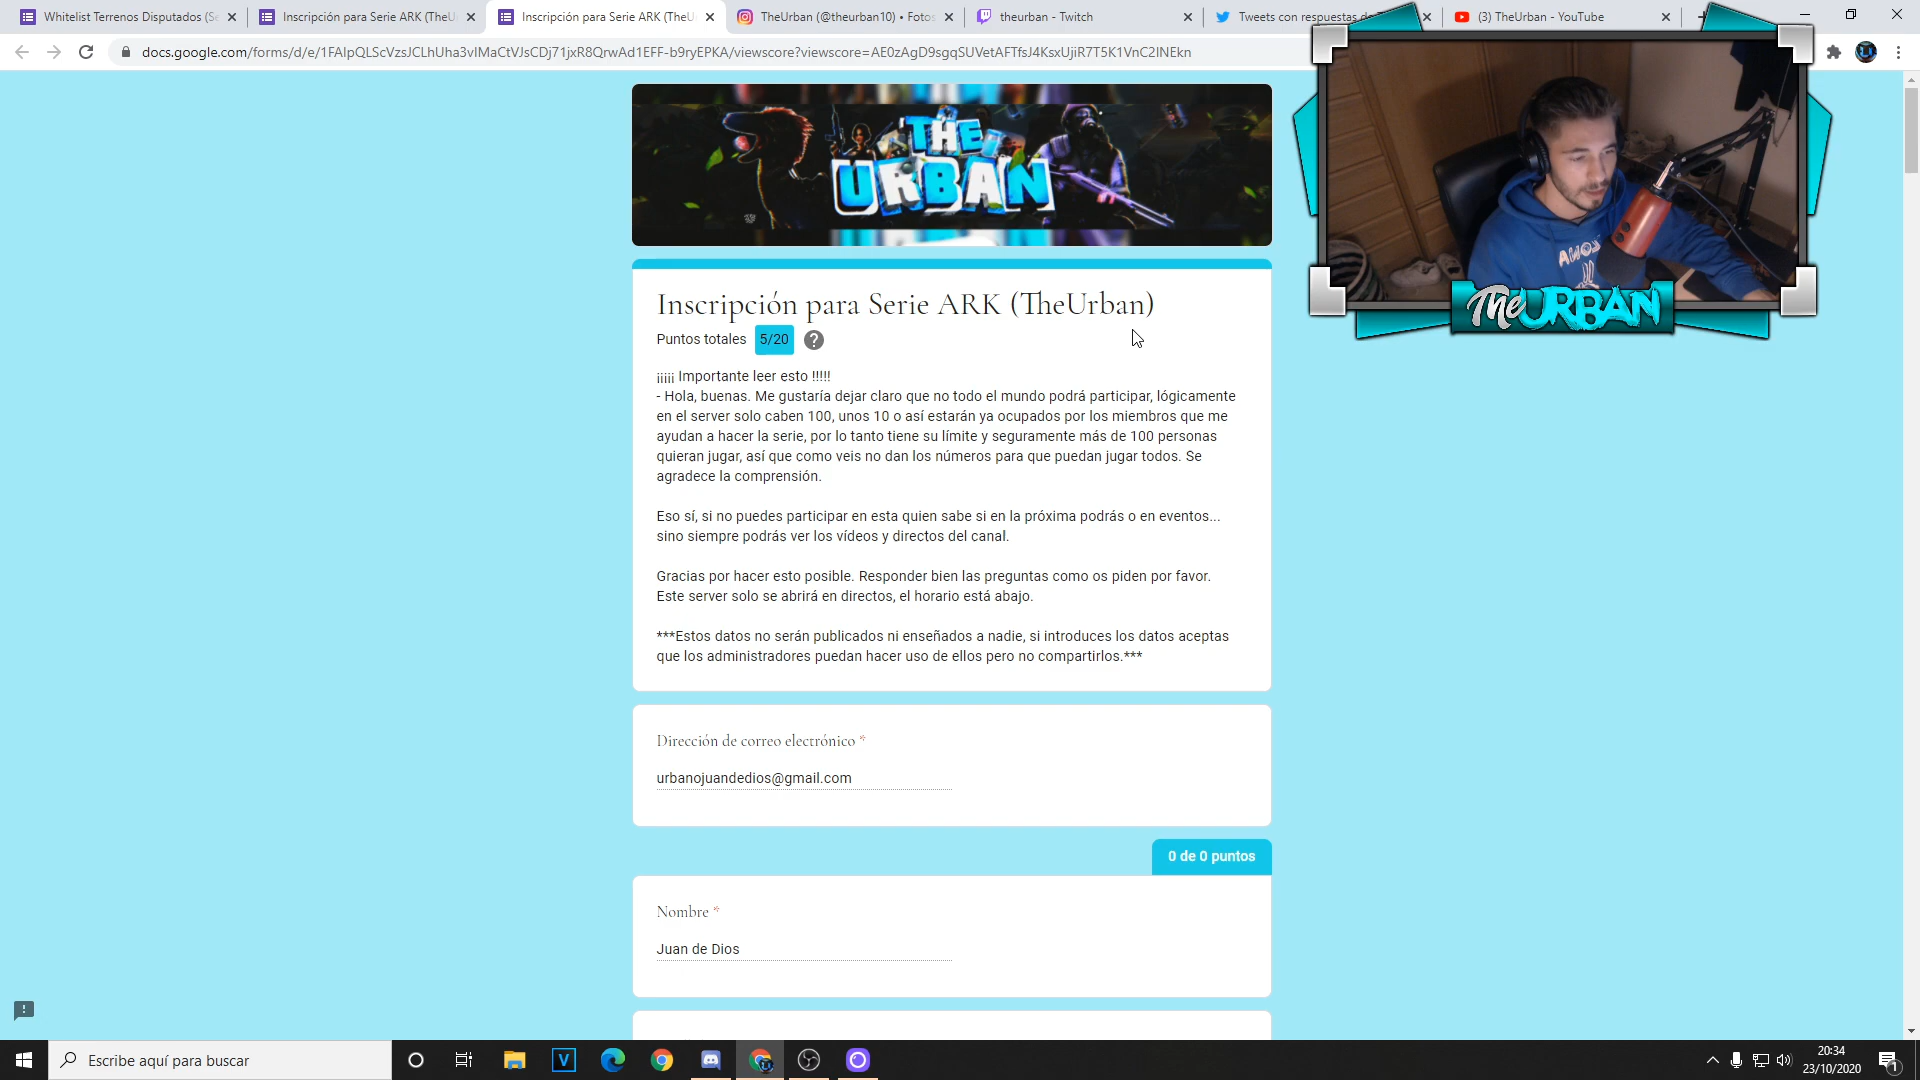 Whitelist Terrenos Disputados (Se
Inscripción para Serie ARK (TheU
Inscripción para Serie ARK (TheU
TheUrban (@theurban10) • Fotos
theurban - Twitch
Tweets con respuestas
(3) TheUrban - YouTube
docs.google.com/forms/d/e/1FAIpQLScVzsJCLhUha3vIMaCtVJsCDj71jxR8QrwAd1EFF-b9ryEPKA/viewscore?viewscore=AE0zAgD9sgqSUVetAFTfsJ4KsxUjiR7T5K1VnC2INEkn
THE
URBAN
TheURBAN
Inscripción para Serie ARK (TheUrban)
Puntos totales 5/20 ?
¡¡¡¡¡ Importante leer esto !!!!!
- Hola, buenas. Me gustaría dejar claro que no todo el mundo podrá participar, lógicamente
en el server solo caben 100, unos 10 o así estarán ya ocupados por los miembros que me
ayudan a hacer la serie, por lo tanto tiene su límite y seguramente más de 100 personas
quieran jugar, así que como veis no dan los números para que puedan jugar todos. Se
agradece la comprensión.
Eso sí, si no puedes participar en esta quien sabe si en la próxima podrás o en eventos...
sino siempre podrás ver los vídeos y directos del canal.
Gracias por hacer esto posible. Responder bien las preguntas como os piden por favor.
Este server solo se abrirá en directos, el horario está abajo.
***Estos datos no serán publicados ni enseñados a nadie, si introduces los datos aceptas
que los administradores puedan hacer uso de ellos pero no compartirlos.***
Dirección de correo electrónico *
urbanojuandedios@gmail.com
0 de 0 puntos
Nombre *
Juan de Dios
Escribe aquí para buscar
20:34
23/10/2020
1